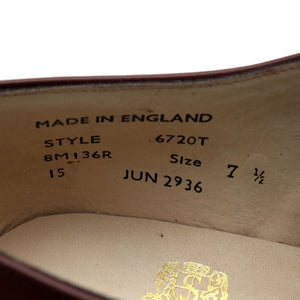 MADE IN ENGLAND
STYLE 6720T
8M136R Size 7 ½
15 JUN 2936